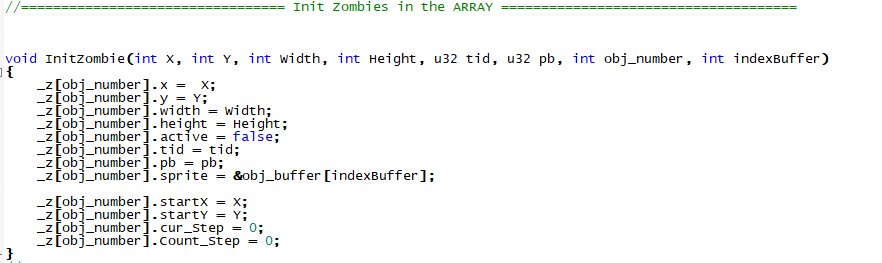 //================================= Init Zombies in the ARRAY =====================================
void InitZombie(int X, int Y, int Width, int Height, u32 tid, u32 pb, int obj_number, int indexBuffer)
{
_z[obj_number].x =  X;
_z[obj_number].y = Y;
_z[obj_number].width = Width;
_z[obj_number].height = Height;
_z[obj_number].active = false;
_z[obj_number].tid = tid;
_z[obj_number].pb = pb;
_z[obj_number].sprite = &obj_buffer[indexBuffer];
_z[obj_number].startX = X;
_z[obj_number].startY = Y;
_z[obj_number].cur_Step = 0;
_z[obj_number].Count_Step = 0;
}